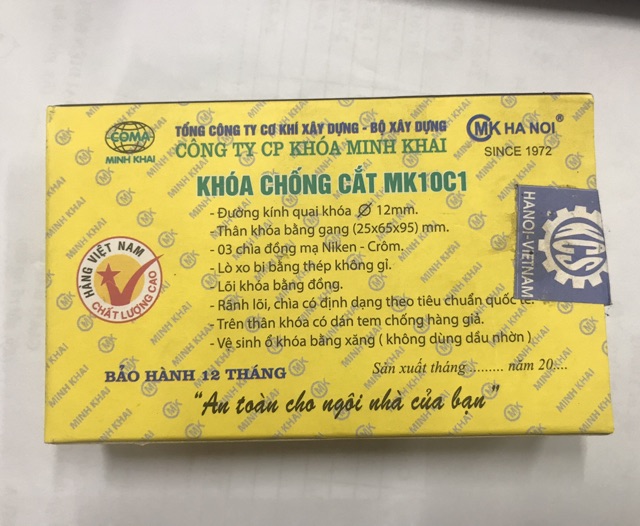 COMA
MINH KHAI
TỔNG CÔNG TY CƠ KHÍ XÂY DỰNG - BỘ XÂY DỰNG
CÔNG TY CP KHÓA MINH KHAI
MK HA NOI®
SINCE 1972
KHÓA CHỐNG CẮT MK10C1
- Đường kính quai khóa Ø 12mm.
- Thân khóa bằng gang (25x65x95) mm.
- 03 chìa đồng mạ Niken - Crôm.
- Lò xo bi bằng thép không gỉ.
- Lõi khóa bằng đồng.
- Rãnh lõi, chìa có định dạng theo tiêu chuẩn quốc
- Trên thân khóa có dán tem chống hàng giả.
- Vệ sinh ổ khóa bằng xăng ( không dùng dầu nhờn )
HÀNG VIỆT NAM
CHẤT LƯỢNG CAO
HANOI-VIETNAM
BẢO HÀNH 12 THÁNG
Sản xuất tháng ......... năm 20....
"An toàn cho ngôi nhà của bạn"